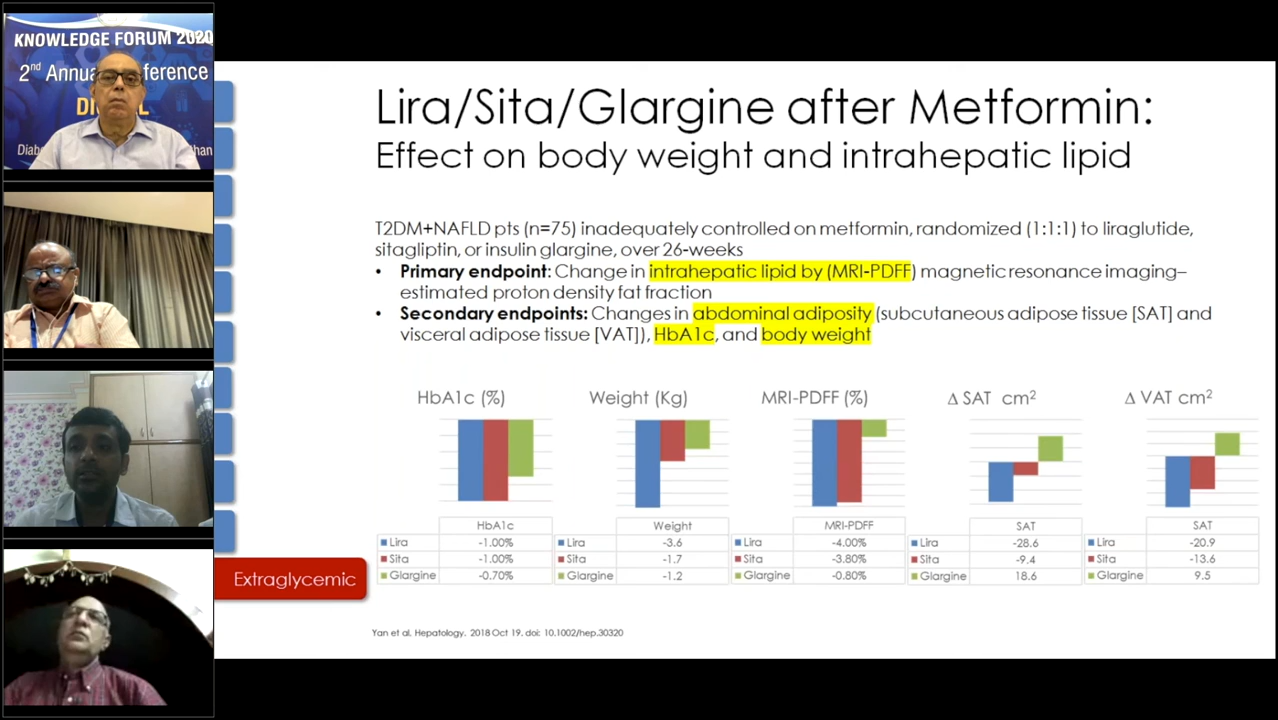 KNOWLEDGE FORUM 2020
2nd Annual Conference
Lira/Sita/Glargine after Metformin:
Effect on body weight and intrahepatic lipid
T2DM+NAFLD pts (n=75) inadequately controlled on metformin, randomized (1:1:1) to liraglutide,
sitagliptin, or insulin glargine, over 26-weeks
• Primary endpoint: Change in intrahepatic lipid by (MRI-PDFF) magnetic resonance imaging–
estimated proton density fat fraction
• Secondary endpoints: Changes in abdominal adiposity (subcutaneous adipose tissue [SAT] and
visceral adipose tissue [VAT]), HbA1c, and body weight
HbA1c (%)
HbA1c
Lira -1.00%
Sita -1.00%
Glargine -0.70%
Weight (Kg)
Weight
Lira -3.6
Sita -1.7
Glargine -1.2
MRI-PDFF (%)
MRI-PDFF
Lira -4.00%
Sita -3.80%
Glargine -0.80%
Δ SAT cm²
SAT
Lira -28.6
Sita -9.4
Glargine 18.6
Δ VAT cm²
SAT
Lira -20.9
Sita -13.6
Glargine 9.5
Extraglycemic
Yan et al. Hepatology. 2018 Oct 19. doi: 10.1002/hep.30320